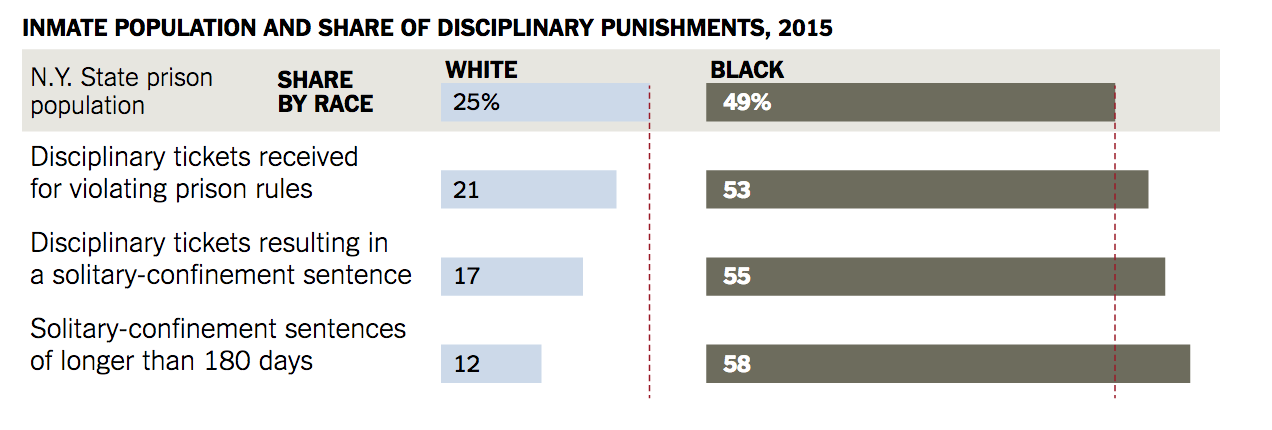 INMATE POPULATION AND SHARE OF DISCIPLINARY PUNISHMENTS, 2015
WHITE BLACK
N.Y. State prison
population
SHARE
BY RACE
25% 49%
Disciplinary tickets received
for violating prison rules
21 53
Disciplinary tickets resulting in
a solitary-confinement sentence
17 55
Solitary-confinement sentences
of longer than 180 days
12 58